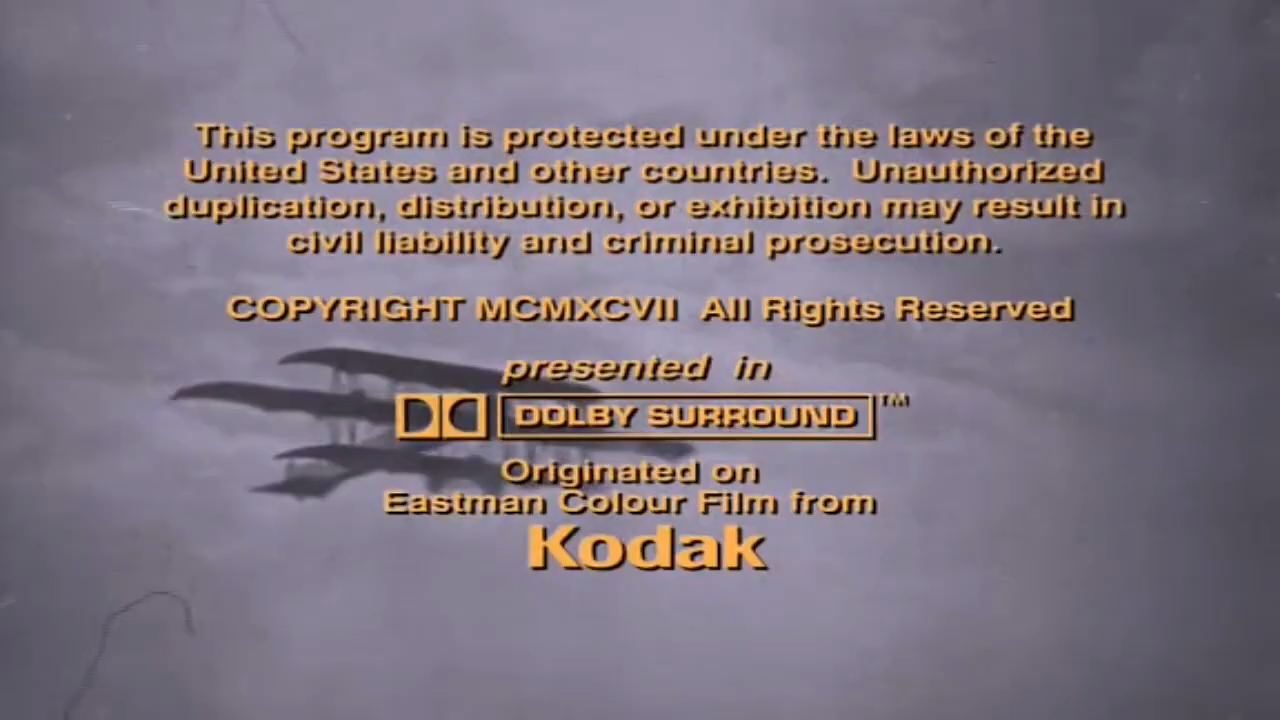 This program is protected under the laws of the
United States and other countries. Unauthorized
duplication, distribution, or exhibition may result in
civil liability and criminal prosecution.
COPYRIGHT MCMXCVII All Rights Reserved
presented in
DOLBY SURROUND™
Originated on
Eastman Colour Film from
Kodak